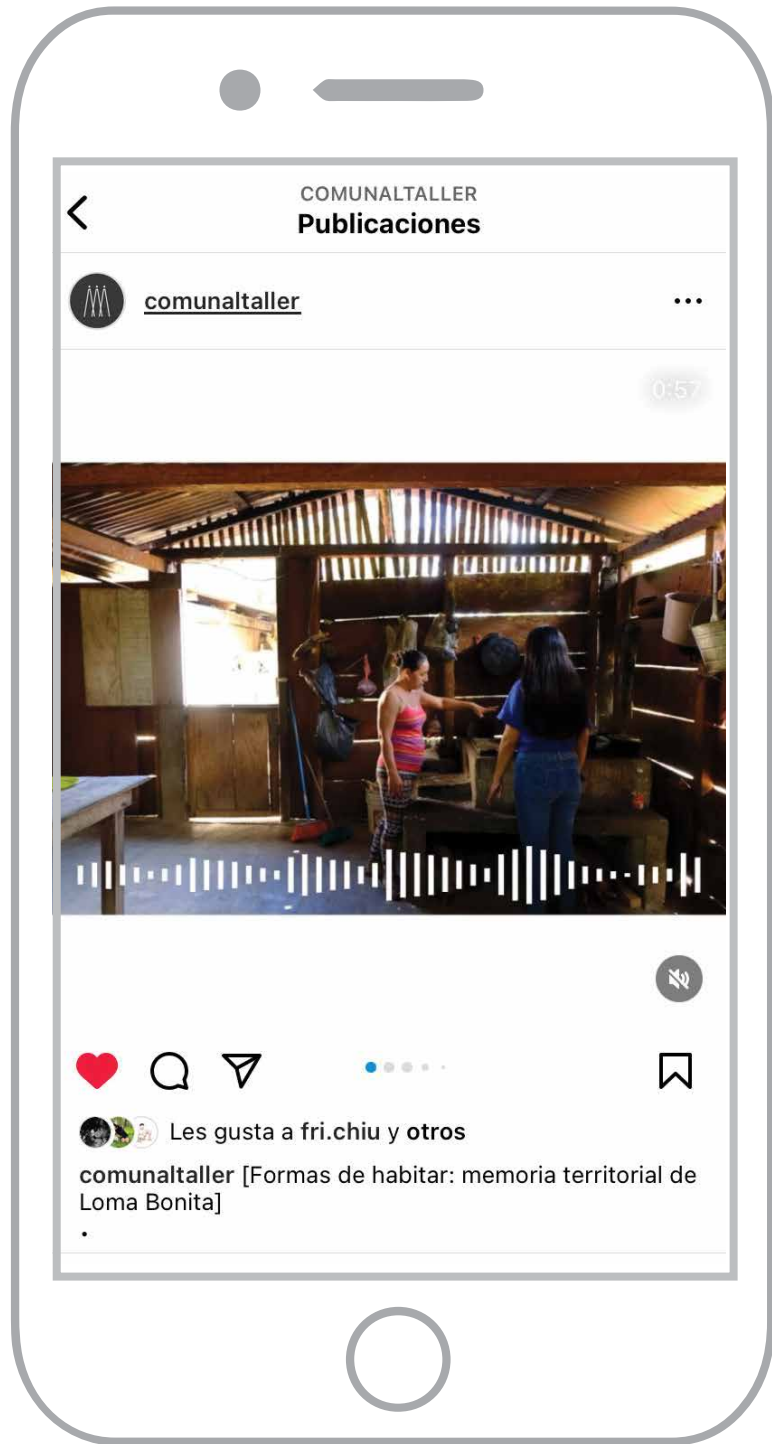 COMUNALTALLER
Publicaciones
comunaltaller
0:57
Les gusta a fri.chiu y otros
comunaltaller [Formas de habitar: memoria territorial de
Loma Bonita]
.